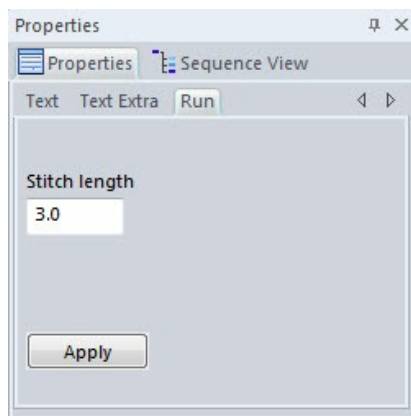 Properties
Properties Sequence View
Text Text Extra Run
Stitch length
3.0
Apply